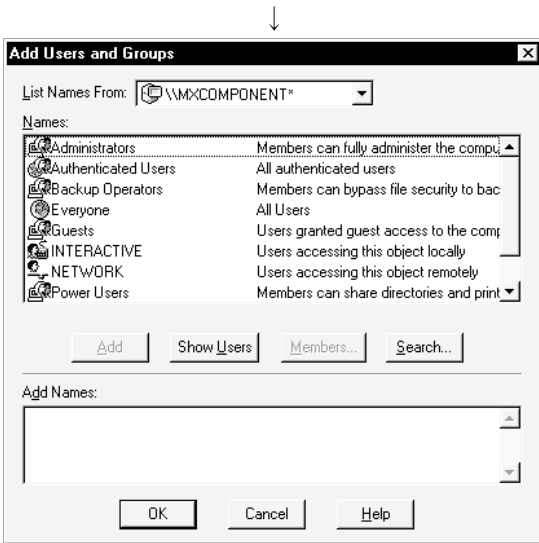 Add Users and Groups
List Names From: \\MXCOMPONENT*
Names:
Administrators Members can fully administer the compu
Authenticated Users All authenticated users
Backup Operators Members can bypass file security to bac
Everyone All Users
Guests Users granted guest access to the comp
INTERACTIVE Users accessing this object locally
NETWORK Users accessing this object remotely
Power Users Members can share directories and print
Add Show Users Members... Search...
Add Names:
OK Cancel Help